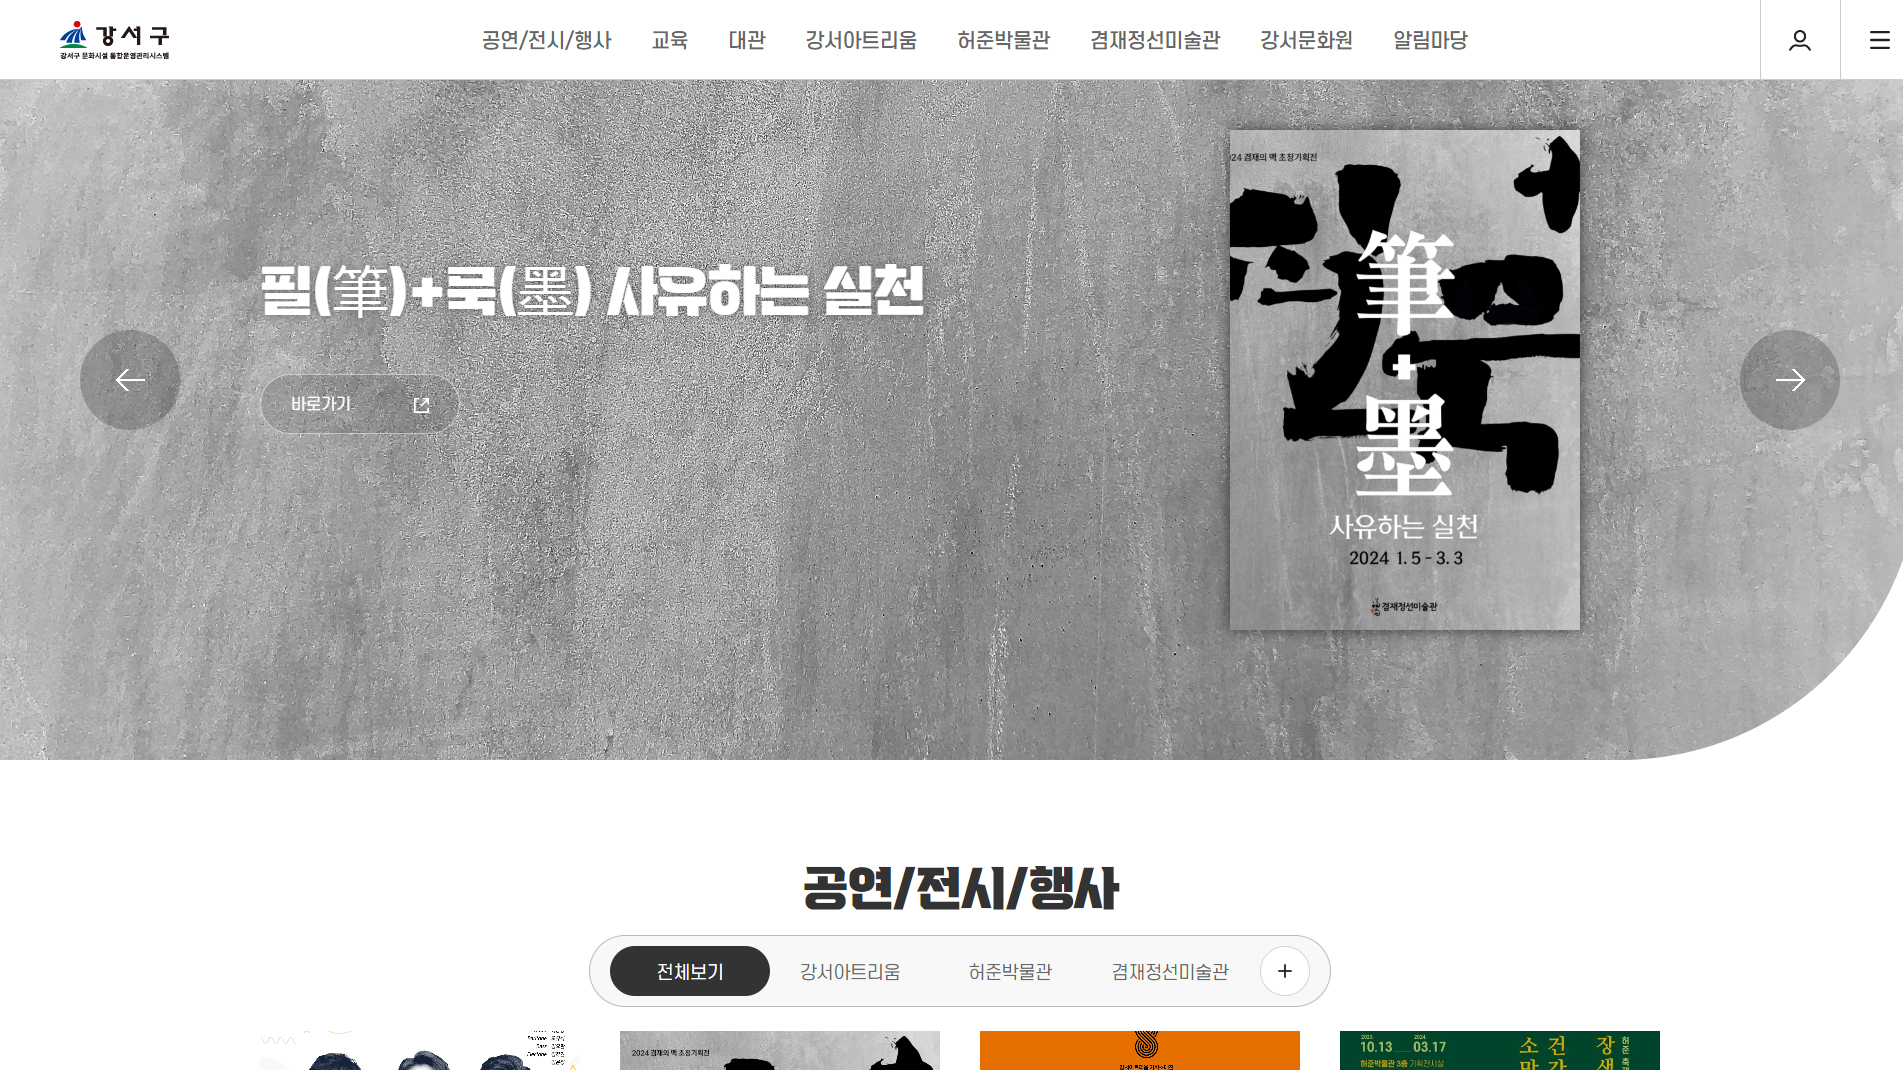 강서구
강서구 문화시설 통합운영관리시스템
공연/전시/행사
교육
대관
강서아트리움
허준박물관
겸재정선미술관
강서문화원
알림마당
필(筆)+묵(墨) 사유하는 실천
바로가기
24 겸재의 맥 초청기획전
筆
+
墨
사유하는 실천
2024 1. 5 - 3. 3
겸재정선미술관
공연/전시/행사
전체보기
강서아트리움
허준박물관
겸재정선미술관
+
2024 겸재의 맥 초청기획전
2023.
2024.
10.13
03.17
허준박물관 3층 기획전시실
소
건
장
허준